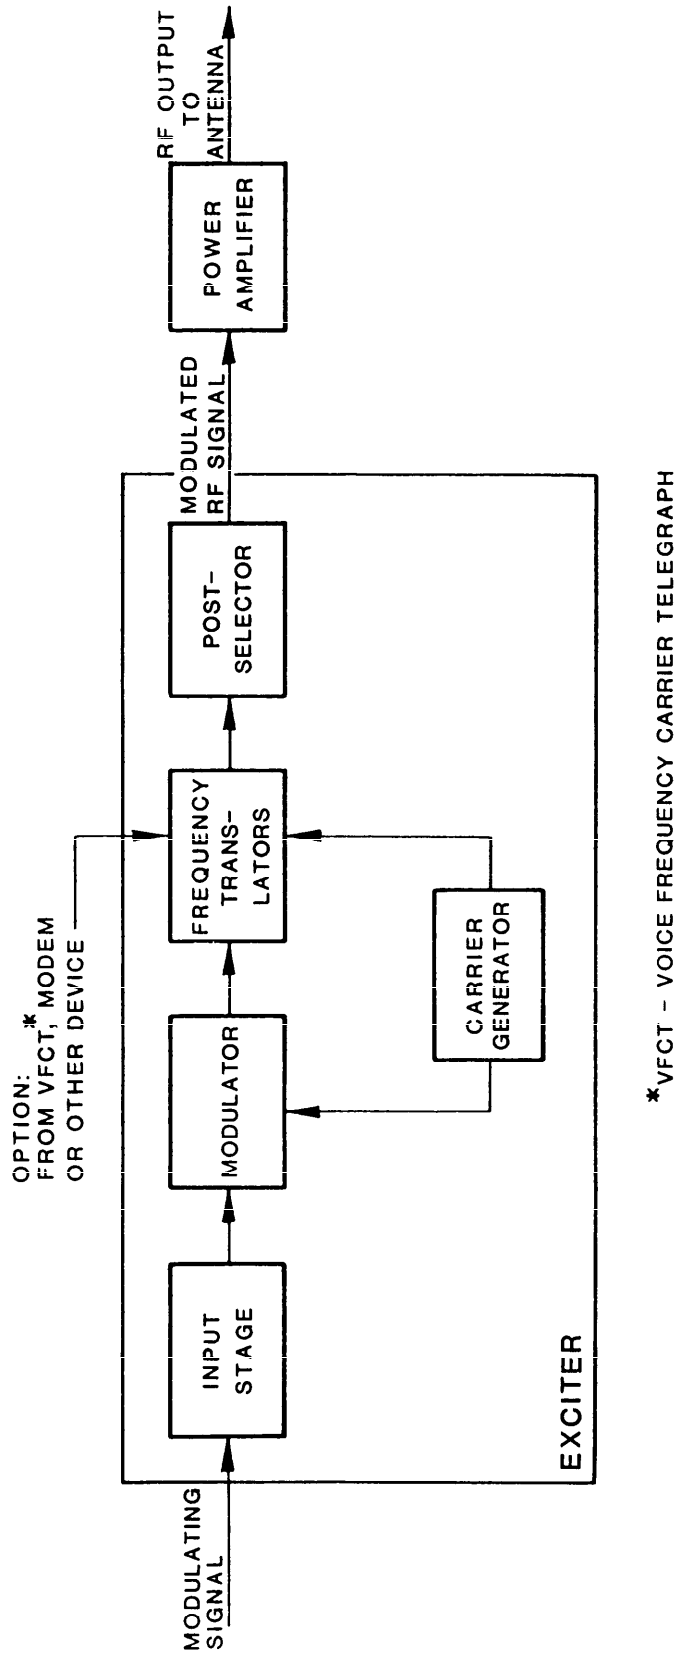 OPTION:
FROM VFCT,* MODEM
OR OTHER DEVICE
MODULATING
SIGNAL
INPUT
STAGE
MODULATOR
FREQUENCY
TRANS-
LATORS
POST-
SELECTOR
MODULATED
RF SIGNAL
POWER
AMPLIFIER
RF OUTPUT
TO
ANTENNA
CARRIER
GENERATOR
EXCITER
*VFCT - VOICE FREQUENCY CARRIER TELEGRAPH